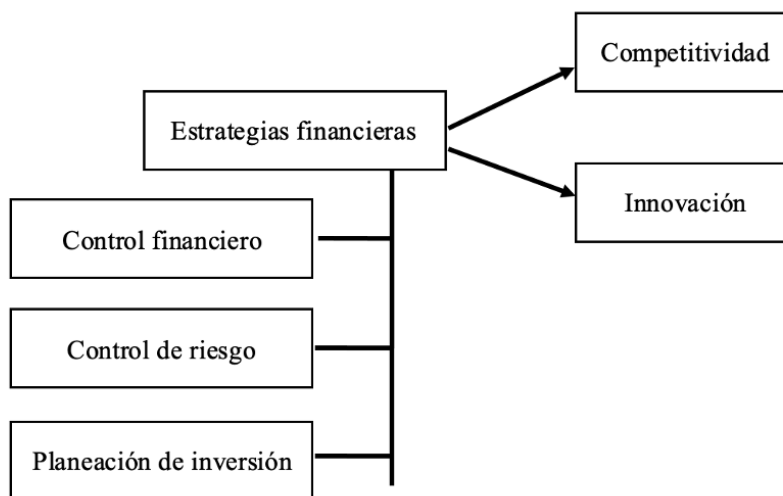 Competitividad
Estrategias financieras
Innovación
Control financiero
Control de riesgo
Planeación de inversión